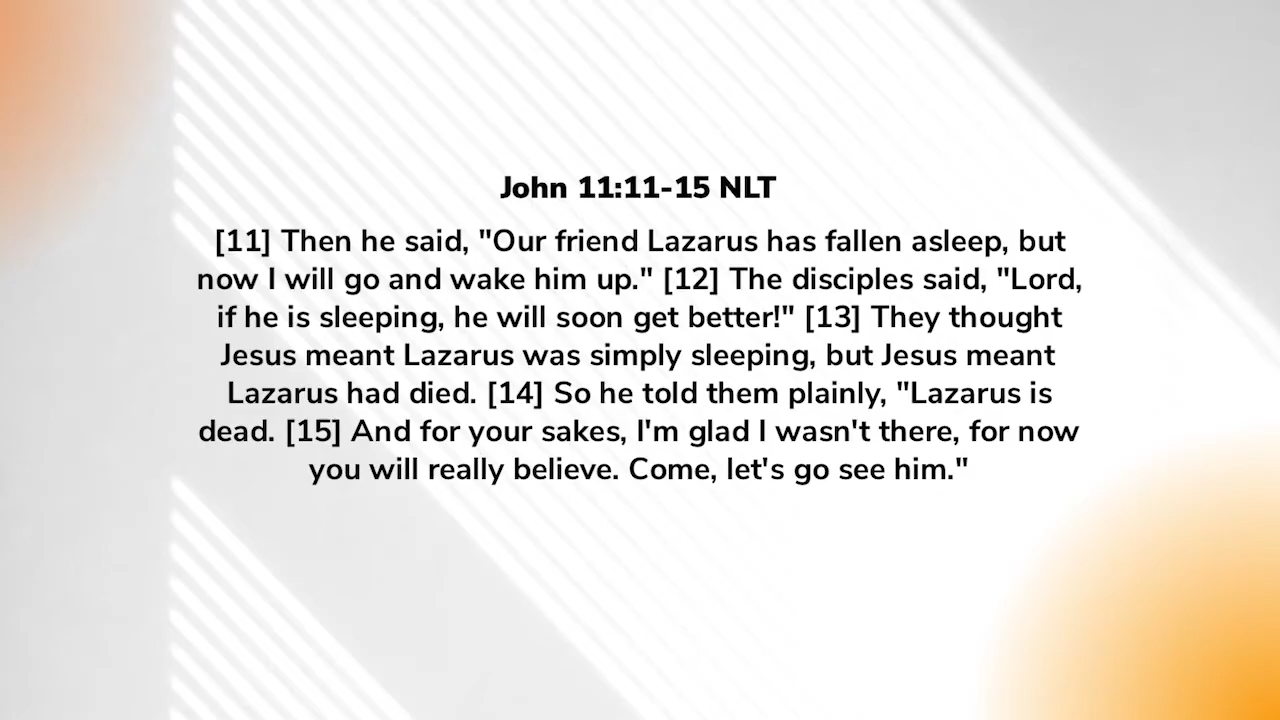 John 11:11-15 NLT
[11] Then he said, "Our friend Lazarus has fallen asleep, but
now I will go and wake him up." [12] The disciples said, "Lord,
if he is sleeping, he will soon get better!" [13] They thought
Jesus meant Lazarus was simply sleeping, but Jesus meant
Lazarus had died. [14] So he told them plainly, "Lazarus is
dead. [15] And for your sakes, I'm glad I wasn't there, for now
you will really believe. Come, let's go see him."